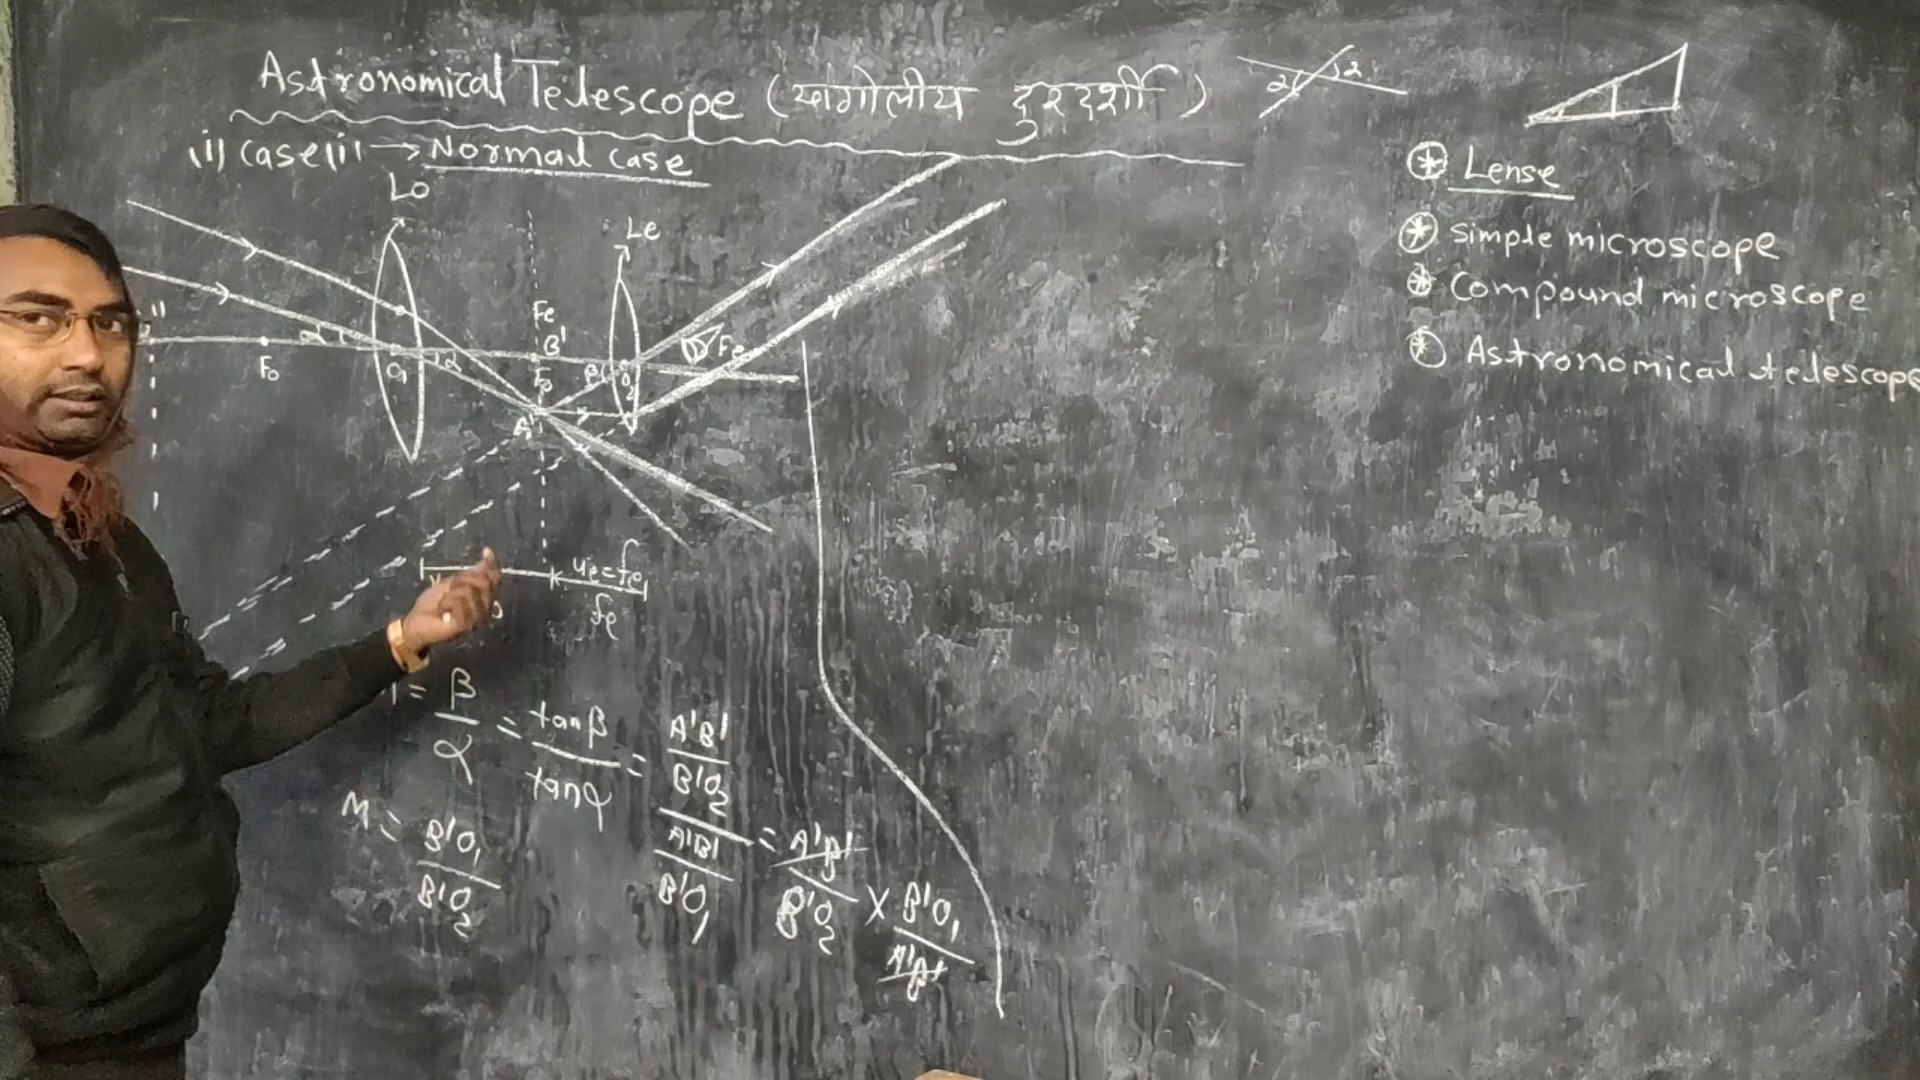 Astronomical Telescope (खगोलीय दुरदर्शी)
(i) case(i) → Normal case
α α
Lo
Le
Fe
Fo α O1 α B' Fo β O2 Fe
A'
ue=fe
fe
= β/α = tanβ/tanα = (A'B'/B'O2)/(A'B'/B'O1) = A'B'/B'O2 × B'O1/A'B'
M = B'O1/B'O2
Lense
Simple microscope
Compound microscope
Astronomical telescope